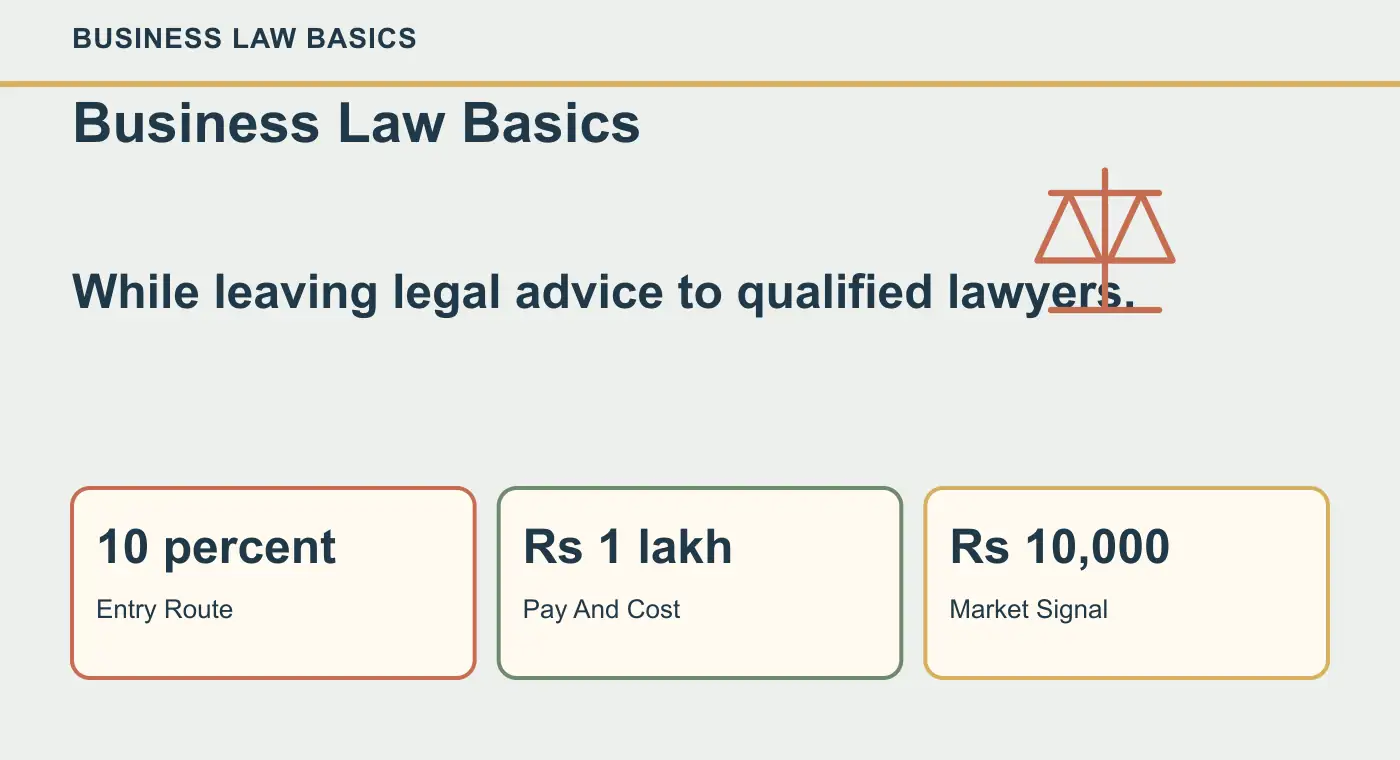 BUSINESS LAW BASICS
Business Law Basics
While leaving legal advice to qualified lawyers.
10 percent
Entry Route
Rs 1 lakh
Pay And Cost
Rs 10,000
Market Signal